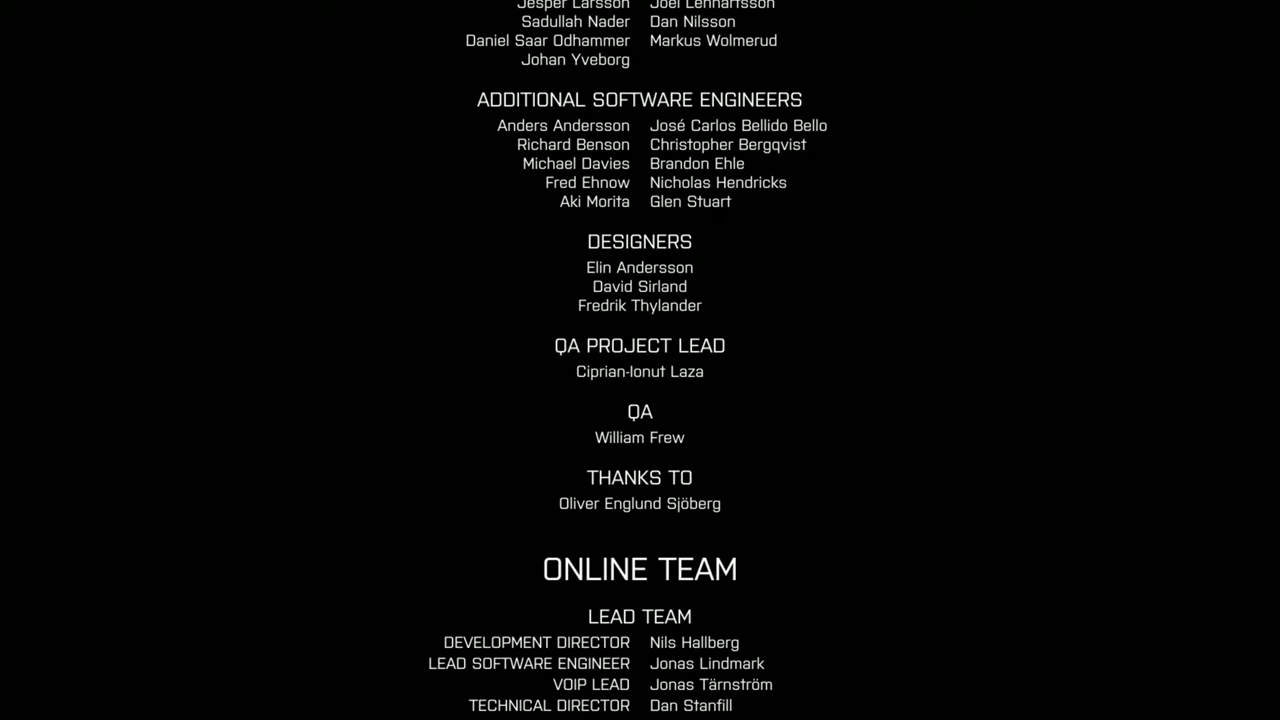 Jesper Larsson Joel Lennartsson
Sadullah Nader Dan Nilsson
Daniel Saar Odhammer Markus Wolmerud
Johan Yveborg
ADDITIONAL SOFTWARE ENGINEERS
Anders Andersson José Carlos Bellido Bello
Richard Benson Christopher Bergqvist
Michael Davies Brandon Ehle
Fred Ehnow Nicholas Hendricks
Aki Morita Glen Stuart
DESIGNERS
Elin Andersson
David Sirland
Fredrik Thylander
QA PROJECT LEAD
Ciprian-Ionut Laza
QA
William Frew
THANKS TO
Oliver Englund Sjöberg
ONLINE TEAM
LEAD TEAM
DEVELOPMENT DIRECTOR Nils Hallberg
LEAD SOFTWARE ENGINEER Jonas Lindmark
VOIP LEAD Jonas Tärnström
TECHNICAL DIRECTOR Dan Stanfill